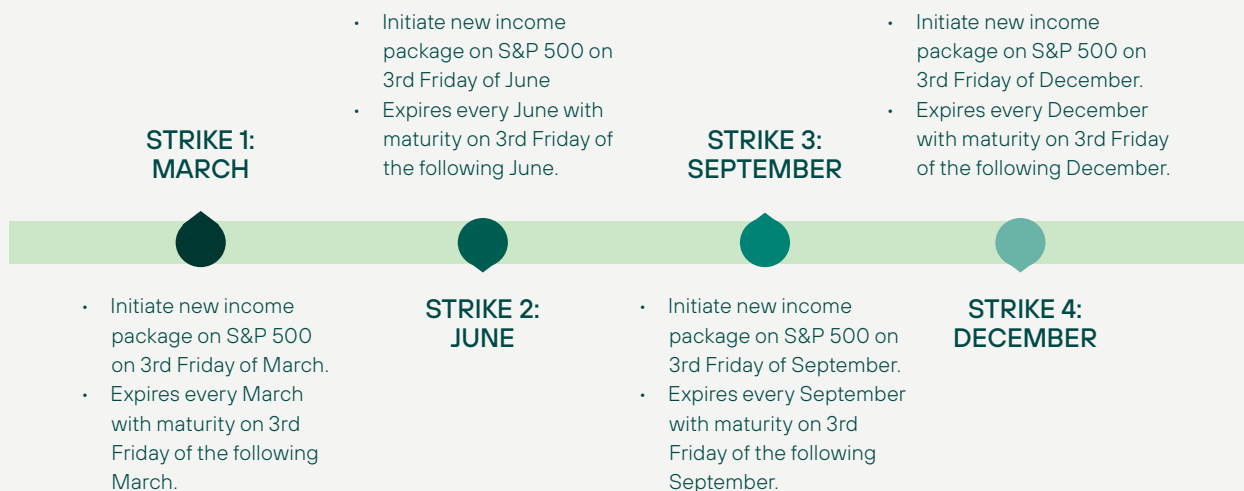 STRIKE 1:
MARCH
• Initiate new income
package on S&P 500
on 3rd Friday of March.
• Expires every March
with maturity on 3rd
Friday of the following
March.
• Initiate new income
package on S&P 500 on
3rd Friday of June
• Expires every June with
maturity on 3rd Friday of
the following June.
STRIKE 2:
JUNE
STRIKE 3:
SEPTEMBER
• Initiate new income
package on S&P 500 on
3rd Friday of September.
• Expires every September
with maturity on 3rd
Friday of the following
September.
• Initiate new income
package on S&P 500 on
3rd Friday of December.
• Expires every December
with maturity on 3rd Friday
of the following December.
STRIKE 4:
DECEMBER